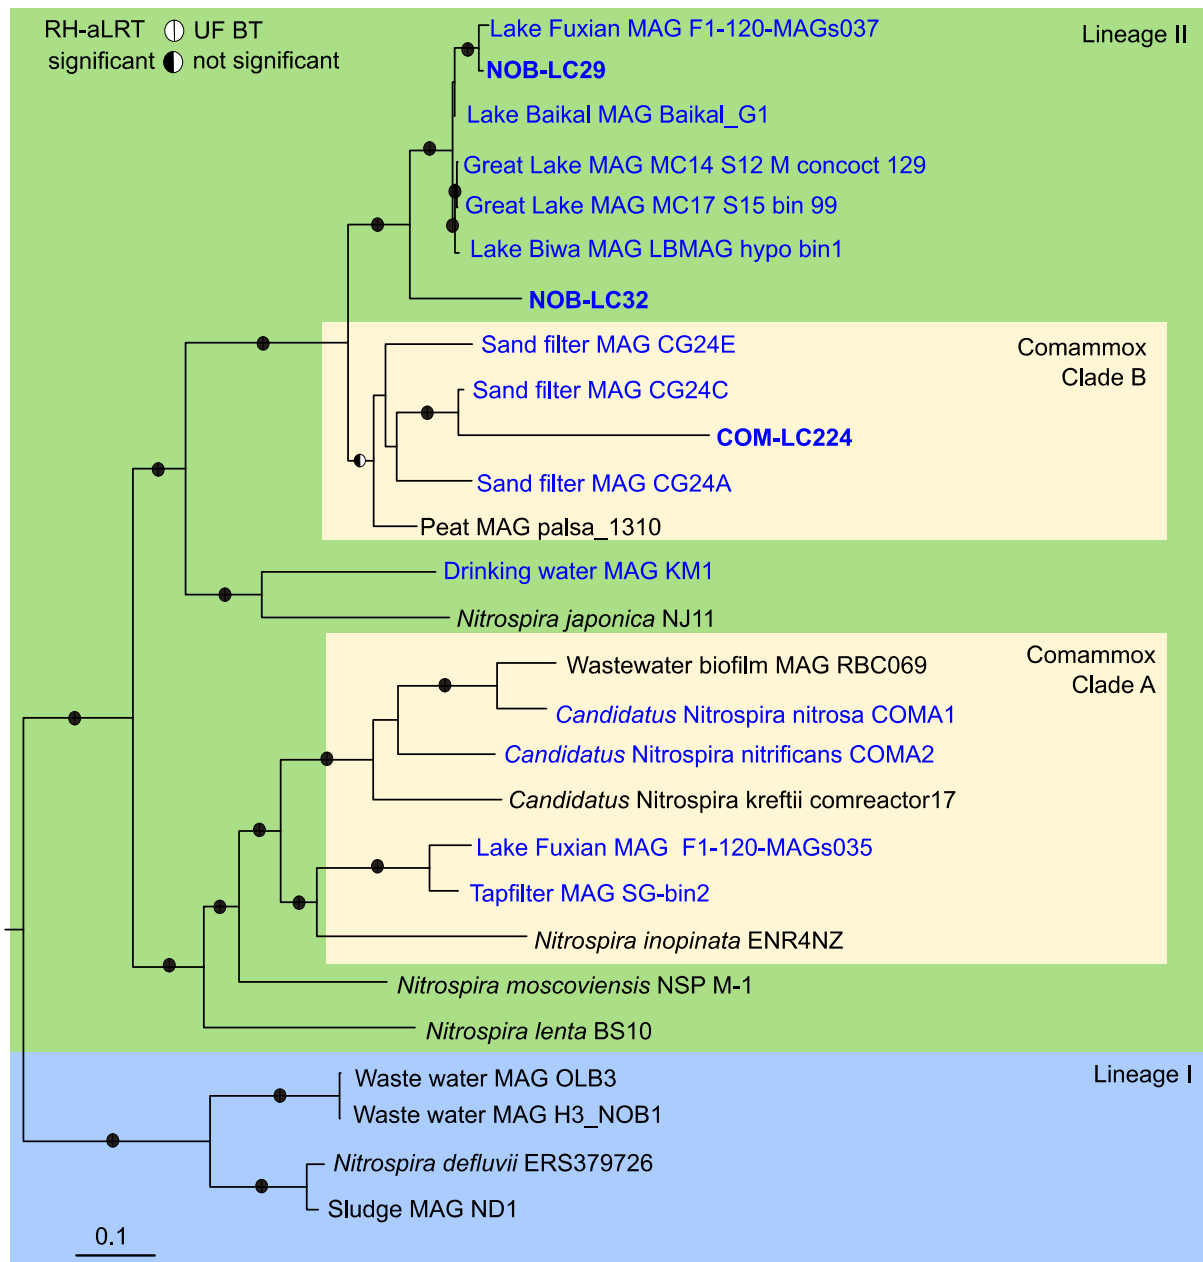 RH-aLRT UF BT
significant not significant
Lineage II
Lake Fuxian MAG F1-120-MAGs037
NOB-LC29
Lake Baikal MAG Baikal_G1
Great Lake MAG MC14 S12 M concoct 129
Great Lake MAG MC17 S15 bin 99
Lake Biwa MAG LBMAG hypo bin1
NOB-LC32
Comammox
Clade B
Sand filter MAG CG24E
Sand filter MAG CG24C
COM-LC224
Sand filter MAG CG24A
Peat MAG palsa_1310
Drinking water MAG KM1
Nitrospira japonica NJ11
Comammox
Clade A
Wastewater biofilm MAG RBC069
Candidatus Nitrospira nitrosa COMA1
Candidatus Nitrospira nitrificans COMA2
Candidatus Nitrospira kreftii comreactor17
Lake Fuxian MAG F1-120-MAGs035
Tapfilter MAG SG-bin2
Nitrospira inopinata ENR4NZ
Nitrospira moscoviensis NSP M-1
Nitrospira lenta BS10
Lineage I
Waste water MAG OLB3
Waste water MAG H3_NOB1
Nitrospira defluvii ERS379726
Sludge MAG ND1
0.1